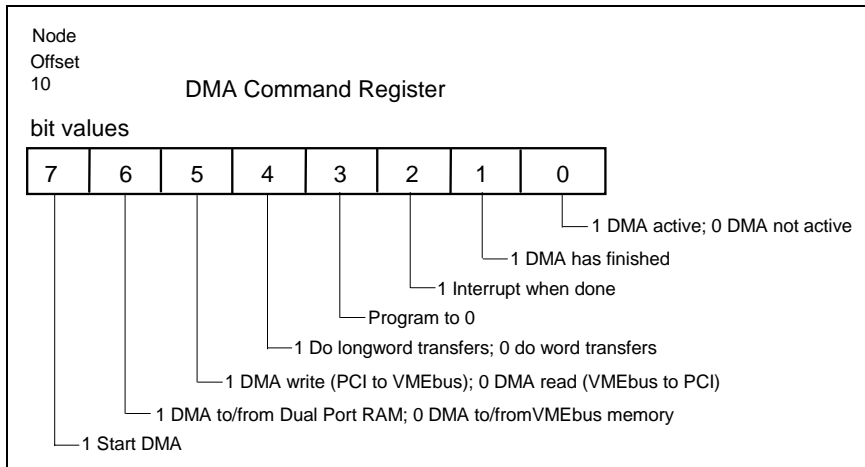 Node
Offset
10
DMA Command Register
bit values
7 6 5 4 3 2 1 0
1 DMA active; 0 DMA not active
1 DMA has finished
1 Interrupt when done
Program to 0
1 Do longword transfers; 0 do word transfers
1 DMA write (PCI to VMEbus); 0 DMA read (VMEbus to PCI)
1 DMA to/from Dual Port RAM; 0 DMA to/fromVMEbus memory
1 Start DMA